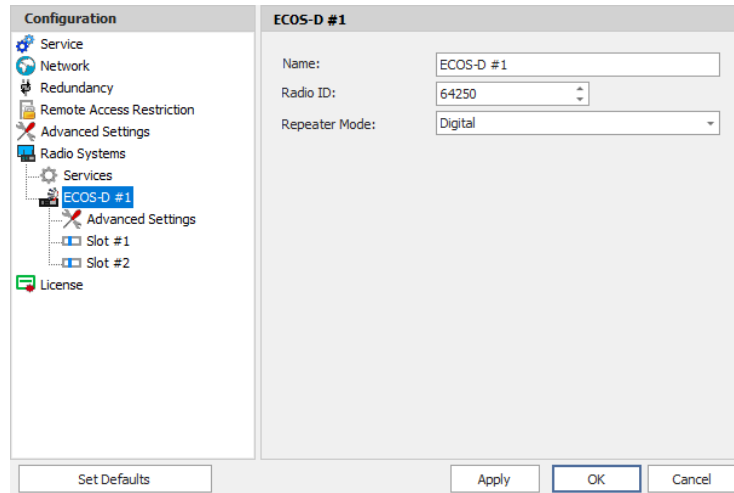 Configuration
Service
Network
Redundancy
Remote Access Restriction
Advanced Settings
Radio Systems
Services
ECOS-D #1
Advanced Settings
Slot #1
Slot #2
License
ECOS-D #1
Name: ECOS-D #1
Radio ID: 64250
Repeater Mode: Digital
Set Defaults Apply OK Cancel